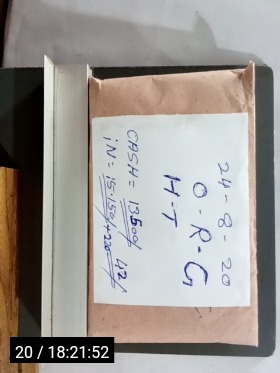 24-8-20
O-R-G
H-T
CASH = 13500/ 42/
iN = 15150+220/
20 / 18:21:52